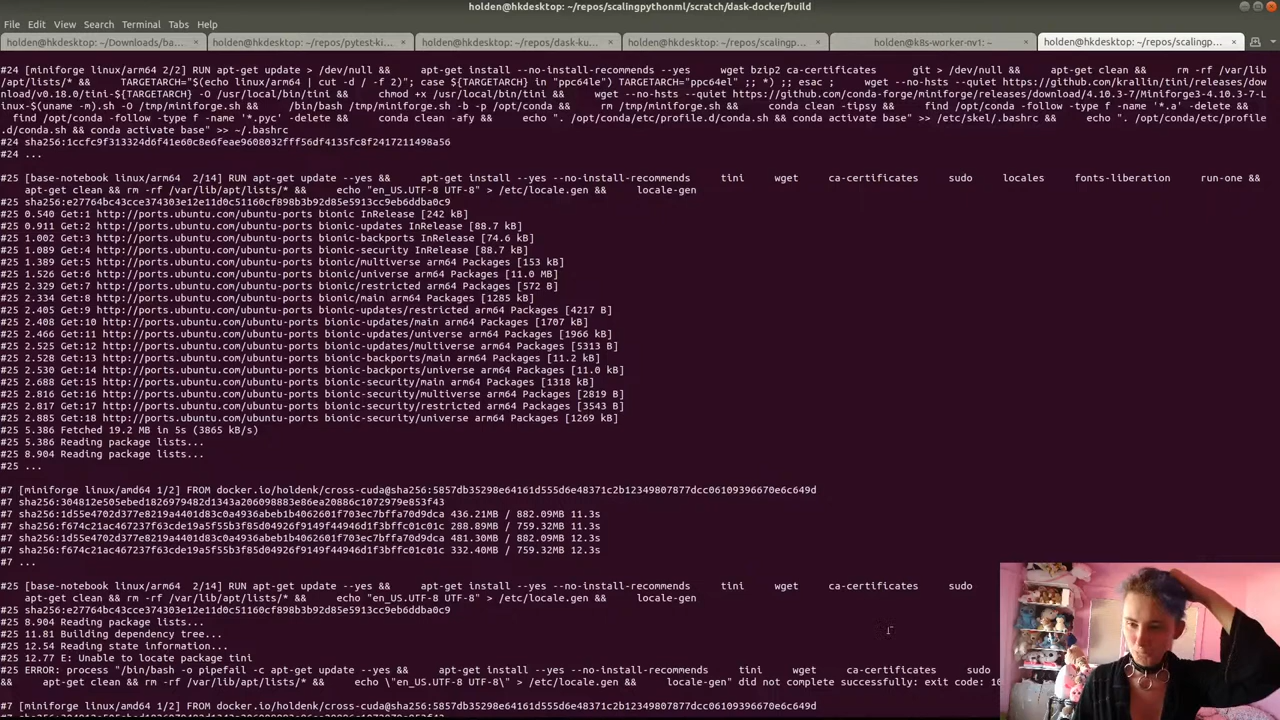 holden@hkdesktop: ~/repos/scalingpythonml/scratch/dask-docker/build
File Edit View Search Terminal Tabs Help
holden@hkdesktop: ~/Downloads/ba... × holden@hkdesktop: ~/repos/pytest-ki... × holden@hkdesktop: ~/repos/dask-ku... × holden@hkdesktop: ~/repos/scalingp... × holden@k8s-worker-nv1: ~ × holden@hkdesktop: ~/repos/scalingp... ×
#24 [miniforge linux/arm64 2/2] RUN apt-get update > /dev/null && apt-get install --no-install-recommends --yes wget bzip2 ca-certificates git > /dev/null && apt-get clean && rm -rf /var/lib
/apt/lists/* && TARGETARCH="$(echo linux/arm64 | cut -d / -f 2)"; case ${TARGETARCH} in "ppc64le") TARGETARCH="ppc64el" ;; *) ;; esac ; wget --no-hsts --quiet https://github.com/krallin/tini/releases/down
load/v0.18.0/tini-${TARGETARCH} -O /usr/local/bin/tini && chmod +x /usr/local/bin/tini && wget --no-hsts --quiet https://github.com/conda-forge/miniforge/releases/download/4.10.3-7/Miniforge3-4.10.3-7-L
inux-$(uname -m).sh -O /tmp/miniforge.sh && /bin/bash /tmp/miniforge.sh -b -p /opt/conda && rm /tmp/miniforge.sh && conda clean -tipsy && find /opt/conda -follow -type f -name '*.a' -delete &&
find /opt/conda -follow -type f -name '*.pyc' -delete && conda clean -afy && echo ". /opt/conda/etc/profile.d/conda.sh && conda activate base" >> /etc/skel/.bashrc && echo ". /opt/conda/etc/profile
.d/conda.sh && conda activate base" >> ~/.bashrc
#24 sha256:1ccfc9f313324d6f41e60c8e6feae9608032fff56df4135fc8f2417211498a56
#24 ...
#25 [base-notebook linux/arm64 2/14] RUN apt-get update --yes && apt-get install --yes --no-install-recommends tini wget ca-certificates sudo locales fonts-liberation run-one &&
apt-get clean && rm -rf /var/lib/apt/lists/* && echo "en_US.UTF-8 UTF-8" > /etc/locale.gen && locale-gen
#25 sha256:e27764bc43cce374303e12e11d0c51160cf898b3b92d85e5913cc9eb6ddba0c9
#25 0.540 Get:1 http://ports.ubuntu.com/ubuntu-ports bionic InRelease [242 kB]
#25 0.911 Get:2 http://ports.ubuntu.com/ubuntu-ports bionic-updates InRelease [88.7 kB]
#25 1.002 Get:3 http://ports.ubuntu.com/ubuntu-ports bionic-backports InRelease [74.6 kB]
#25 1.089 Get:4 http://ports.ubuntu.com/ubuntu-ports bionic-security InRelease [88.7 kB]
#25 1.389 Get:5 http://ports.ubuntu.com/ubuntu-ports bionic/multiverse arm64 Packages [153 kB]
#25 1.526 Get:6 http://ports.ubuntu.com/ubuntu-ports bionic/universe arm64 Packages [11.0 MB]
#25 2.329 Get:7 http://ports.ubuntu.com/ubuntu-ports bionic/restricted arm64 Packages [572 B]
#25 2.334 Get:8 http://ports.ubuntu.com/ubuntu-ports bionic/main arm64 Packages [1285 kB]
#25 2.405 Get:9 http://ports.ubuntu.com/ubuntu-ports bionic-updates/restricted arm64 Packages [4217 B]
#25 2.408 Get:10 http://ports.ubuntu.com/ubuntu-ports bionic-updates/main arm64 Packages [1707 kB]
#25 2.466 Get:11 http://ports.ubuntu.com/ubuntu-ports bionic-updates/universe arm64 Packages [1966 kB]
#25 2.525 Get:12 http://ports.ubuntu.com/ubuntu-ports bionic-updates/multiverse arm64 Packages [5313 B]
#25 2.528 Get:13 http://ports.ubuntu.com/ubuntu-ports bionic-backports/main arm64 Packages [11.2 kB]
#25 2.530 Get:14 http://ports.ubuntu.com/ubuntu-ports bionic-backports/universe arm64 Packages [11.0 kB]
#25 2.688 Get:15 http://ports.ubuntu.com/ubuntu-ports bionic-security/main arm64 Packages [1318 kB]
#25 2.816 Get:16 http://ports.ubuntu.com/ubuntu-ports bionic-security/multiverse arm64 Packages [2819 B]
#25 2.817 Get:17 http://ports.ubuntu.com/ubuntu-ports bionic-security/restricted arm64 Packages [3543 B]
#25 2.885 Get:18 http://ports.ubuntu.com/ubuntu-ports bionic-security/universe arm64 Packages [1269 kB]
#25 5.386 Fetched 19.2 MB in 5s (3865 kB/s)
#25 5.386 Reading package lists...
#25 8.904 Reading package lists...
#25 ...
#7 [miniforge linux/amd64 1/2] FROM docker.io/holdenk/cross-cuda@sha256:5857db35298e64161d555d6e48371c2b12349807877dcc06109396670e6c649d
#7 sha256:304812e505ebed1826979482d1343a206098883e86ea20886c1072979e853f43
#7 sha256:1d55e4702d377e8219a4401d83c0a4936abeb1b4062601f703ec7bffa70d9dca 436.21MB / 882.09MB 11.3s
#7 sha256:f674c21ac467237f63cde19a5f55b3f85d04926f9149f44946d1f3bffc01c01c 288.89MB / 759.32MB 11.3s
#7 sha256:1d55e4702d377e8219a4401d83c0a4936abeb1b4062601f703ec7bffa70d9dca 481.30MB / 882.09MB 12.3s
#7 sha256:f674c21ac467237f63cde19a5f55b3f85d04926f9149f44946d1f3bffc01c01c 332.40MB / 759.32MB 12.3s
#7 ...
#25 [base-notebook linux/arm64 2/14] RUN apt-get update --yes && apt-get install --yes --no-install-recommends tini wget ca-certificates sudo
apt-get clean && rm -rf /var/lib/apt/lists/* && echo "en_US.UTF-8 UTF-8" > /etc/locale.gen && locale-gen
#25 sha256:e27764bc43cce374303e12e11d0c51160cf898b3b92d85e5913cc9eb6ddba0c9
#25 8.904 Reading package lists...
#25 11.81 Building dependency tree...
#25 12.54 Reading state information...
#25 12.77 E: Unable to locate package tini
#25 ERROR: process "/bin/bash -o pipefail -c apt-get update --yes && apt-get install --yes --no-install-recommends tini wget ca-certificates sudo
&& apt-get clean && rm -rf /var/lib/apt/lists/* && echo \"en_US.UTF-8 UTF-8\" > /etc/locale.gen && locale-gen" did not complete successfully: exit code: 10
#7 [miniforge linux/amd64 1/2] FROM docker.io/holdenk/cross-cuda@sha256:5857db35298e64161d555d6e48371c2b12349807877dcc06109396670e6c649d